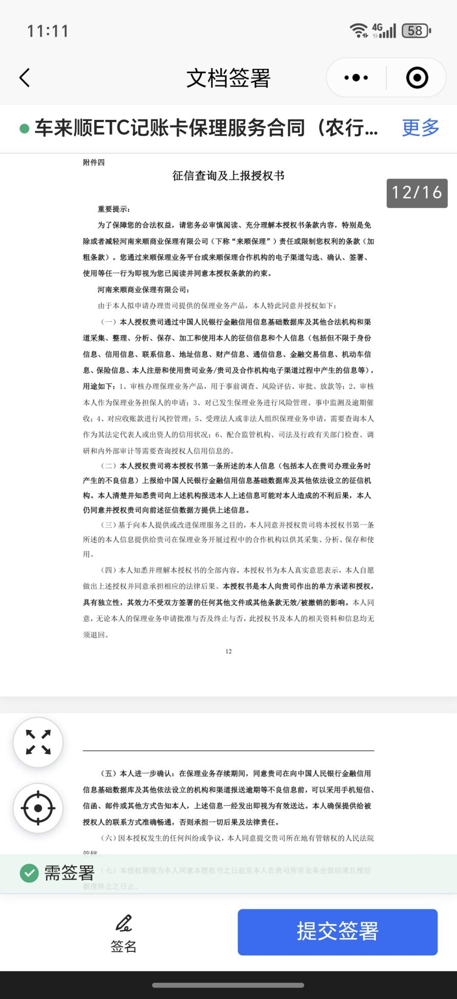 11:11
4G
58
文档签署
车来顺ETC记账卡保理服务合同（农行...
更多
附件四
征信查询及上报授权书
12/16
重要提示：
为了保障您的合法权益，请您务必审慎阅读、充分理解本授权书条款内容，特别是免
除或者减轻河南来顺商业保理有限公司（下称“来顺保理”）责任或限制您权利的条款（加
粗条款）。您通过来顺保理业务平台或来顺保理合作机构的电子渠道勾选、确认、签署、
使用等任一行为即视为您已阅读并同意本授权条款的约束。
河南来顺商业保理有限公司：
由于本人拟申请办理贵司提供的保理业务产品，本人特此同意并授权如下：
（一）本人授权贵司通过中国人民银行金融信用信息基础数据库及其他合法机构和渠
道采集、整理、分析、保存、加工和使用本人的征信信息和个人信息（包括但不限于身份
信息、信用信息、联系信息、地址信息、财产信息、通信信息、金融交易信息、机动车信
息、保险信息、本人注册和使用贵司业务/贵司及合作机构电子渠道过程中产生的信息等），
用途如下：1、审核办理保理业务产品，用于事前调查、风险评估、审批、放款等；2、审核
本人作为保理业务担保人的申请；3、对已发生保理业务进行风险管理、事中监测及逾期催
收；4、对应收账款进行风控管理；5、受理法人或非法人组织保理业务申请，需要查询本人
作为其法定代表人或出资人的信用状况；6、配合监管机构、司法及行政有关部门检查、调
研和内外部审计等需要查询授权人信用信息的。
（二）本人授权贵司将本授权书第一条所述的本人信息（包括本人在贵司办理业务时
产生的不良信息）上报给中国人民银行金融信用信息基础数据库及其他依法设立的征信机
构。本人清楚并知悉贵司向上述机构报送本人上述信息可能对本人造成的不利后果，本人
仍同意并授权贵司向前述征信数据方提供上述信息。
（三）基于向本人提供或改进保理服务之目的，本人同意并授权贵司将本授权书第一条
所述的本人信息提供给贵司在保理业务开展过程中的合作机构以供其采集、分析、保存和使
用。
（四）本人知悉并理解本授权书的全部内容，本授权书为本人真实意思表示，本人自愿
做出上述授权并同意承担相应的法律后果。本授权书是本人向贵司作出的单方承诺和授权，
具有独立性，其效力不受双方签署的任何其他文件或其他条款无效/被撤销的影响。本人同
意，无论本人的保理业务申请批准与否及终止与否，此授权书及本人的相关资料和信息均无
须退回。
12
（五）本人进一步确认：在保理业务存续期间，同意贵司在向中国人民银行金融信用
信息基础数据库及其他依法设立的机构和渠道报送逾期等不良信息前，可以采用手机短信、
信函、邮件或其他方式告知本人，上述信息一经发出即视为有效送达。本人确保提供给被
授权人的联系方式准确畅通，否则承担一切后果及法律责任。
（六）因本授权发生的任何纠纷或争议，本人同意提交贵司所在地有管辖权的人民法院
管辖。
（七）本授权期限为本人同意本授权书之日起至本人在贵司所有业务全部结清且授信
额度终止之日止。
需签署
签名
提交签署